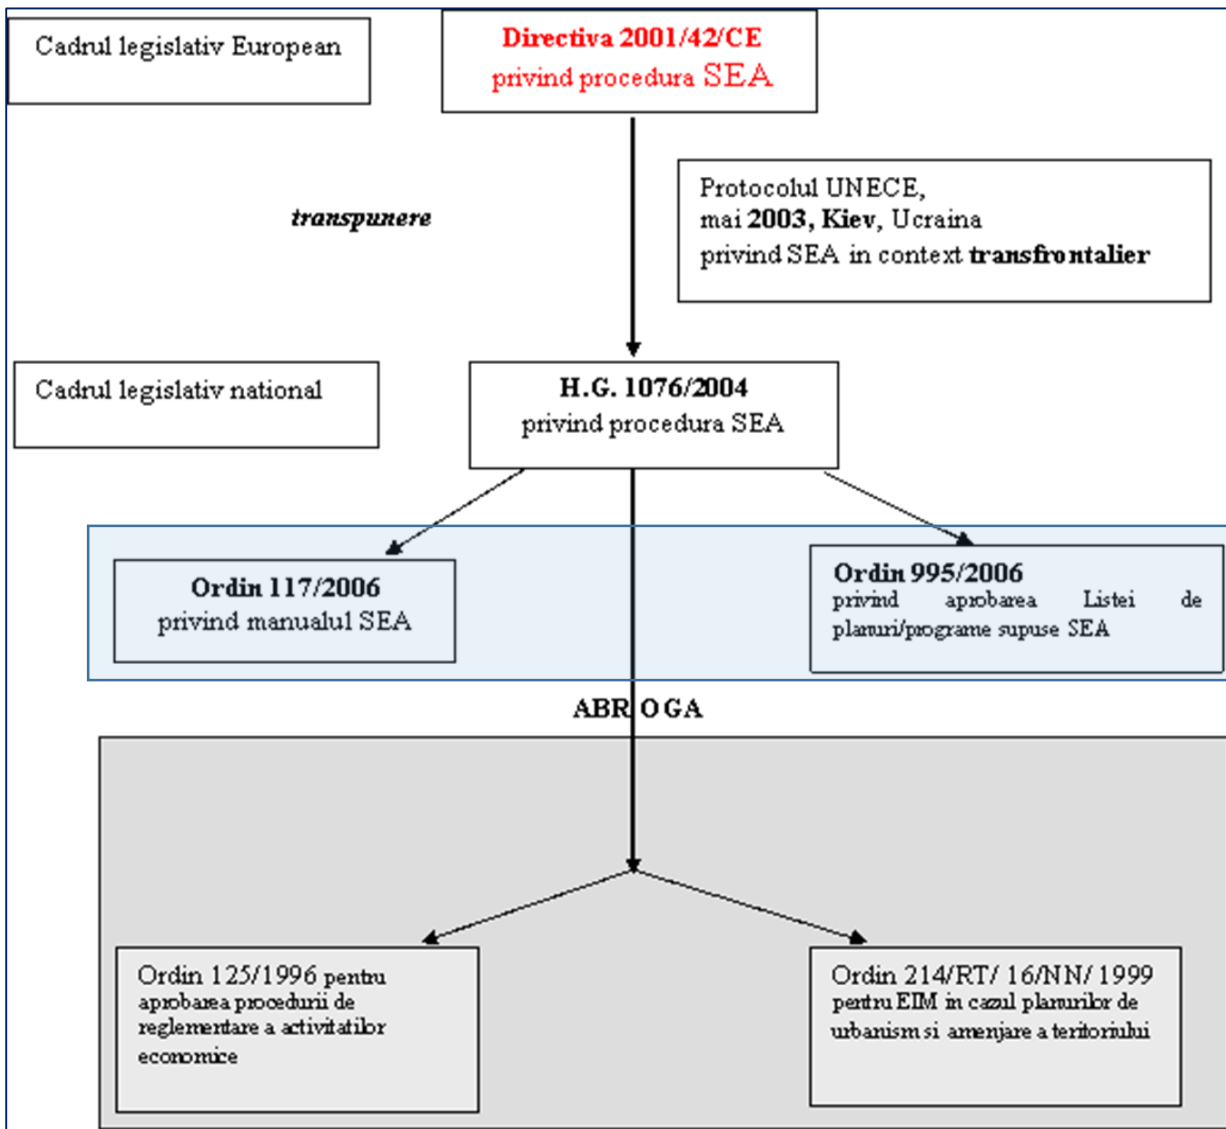 Cadrul legislativ European
Directiva 2001/42/CE
privind procedura SEA
Protocolul UNECE,
mai 2003, Kiev, Ucraina
privind SEA in context transfrontalier
transpunere
Cadrul legislativ national
H.G. 1076/2004
privind procedura SEA
Ordin 117/2006
privind manualul SEA
Ordin 995/2006
privind aprobarea Listei de
planuri/programe supuse SEA
ABROGA
Ordin 125/1996 pentru
aprobarea procedurii de
reglementare a activitatilor
economice
Ordin 214/RT/ 16/NN/ 1999
pentru EIM in cazul planurilor de
urbanism si amenjare a teritoriului